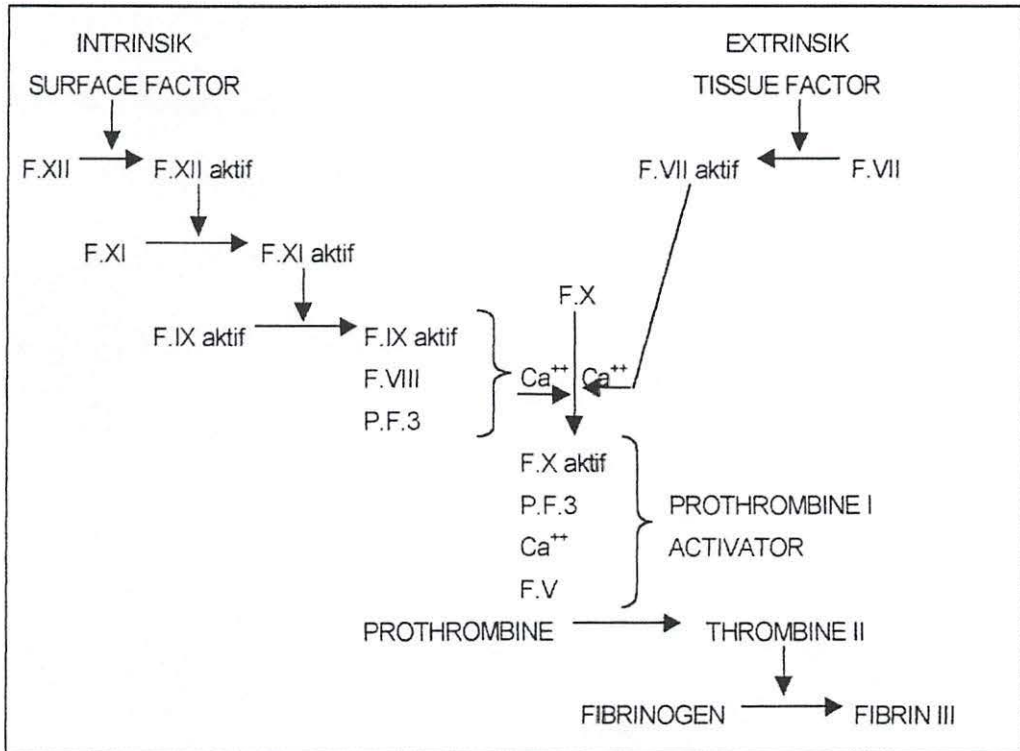 INTRINSIK EXTRINSIK
SURFACE FACTOR TISSUE FACTOR
F.XII F.XII aktif F.VII aktif F.VII
F.XI F.XI aktif
F.X
F.IX aktif F.IX aktif
F.VIII Ca⁺⁺ Ca⁺⁺
P.F.3
F.X aktif
P.F.3 PROTHROMBINE I
Ca⁺⁺ ACTIVATOR
F.V
PROTHROMBINE THROMBINE II
FIBRINOGEN FIBRIN III